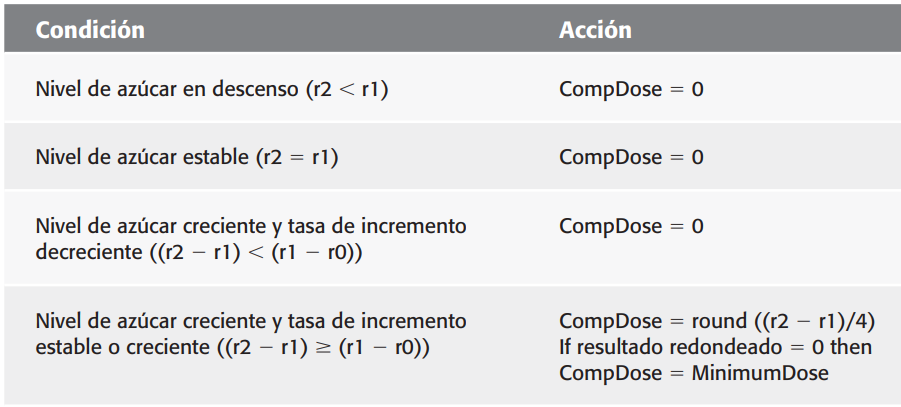 Condición Acción
Nivel de azúcar en descenso (r2 < r1) CompDose = 0
Nivel de azúcar estable (r2 = r1) CompDose = 0
Nivel de azúcar creciente y tasa de incremento CompDose = 0
decreciente ((r2 − r1) < (r1 − r0))
Nivel de azúcar creciente y tasa de incremento CompDose = round ((r2 − r1)/4)
estable o creciente ((r2 − r1) ≥ (r1 − r0)) If resultado redondeado = 0 then
CompDose = MinimumDose